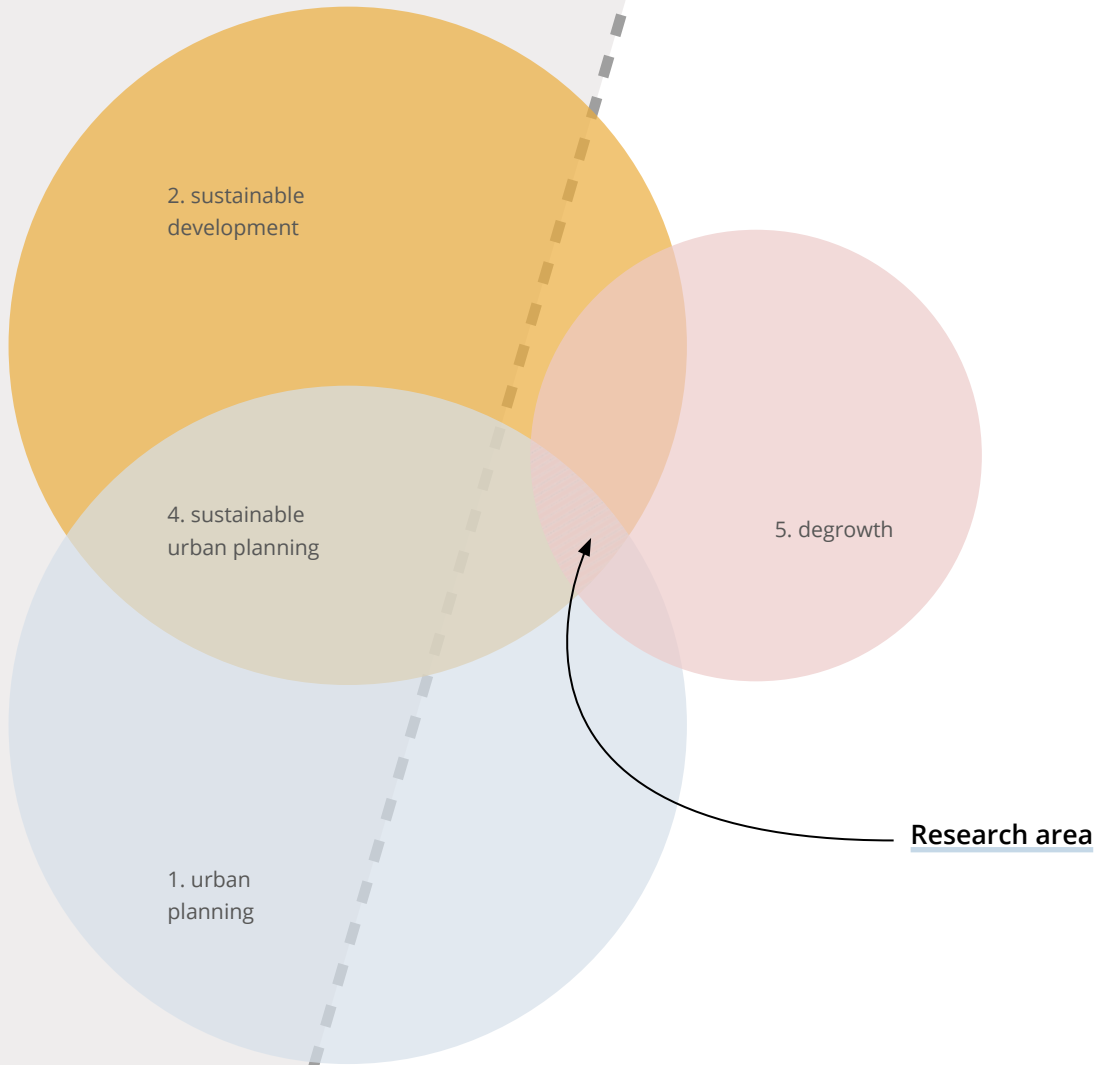 2. sustainable
development
4. sustainable
urban planning
5. degrowth
Research area
1. urban
planning